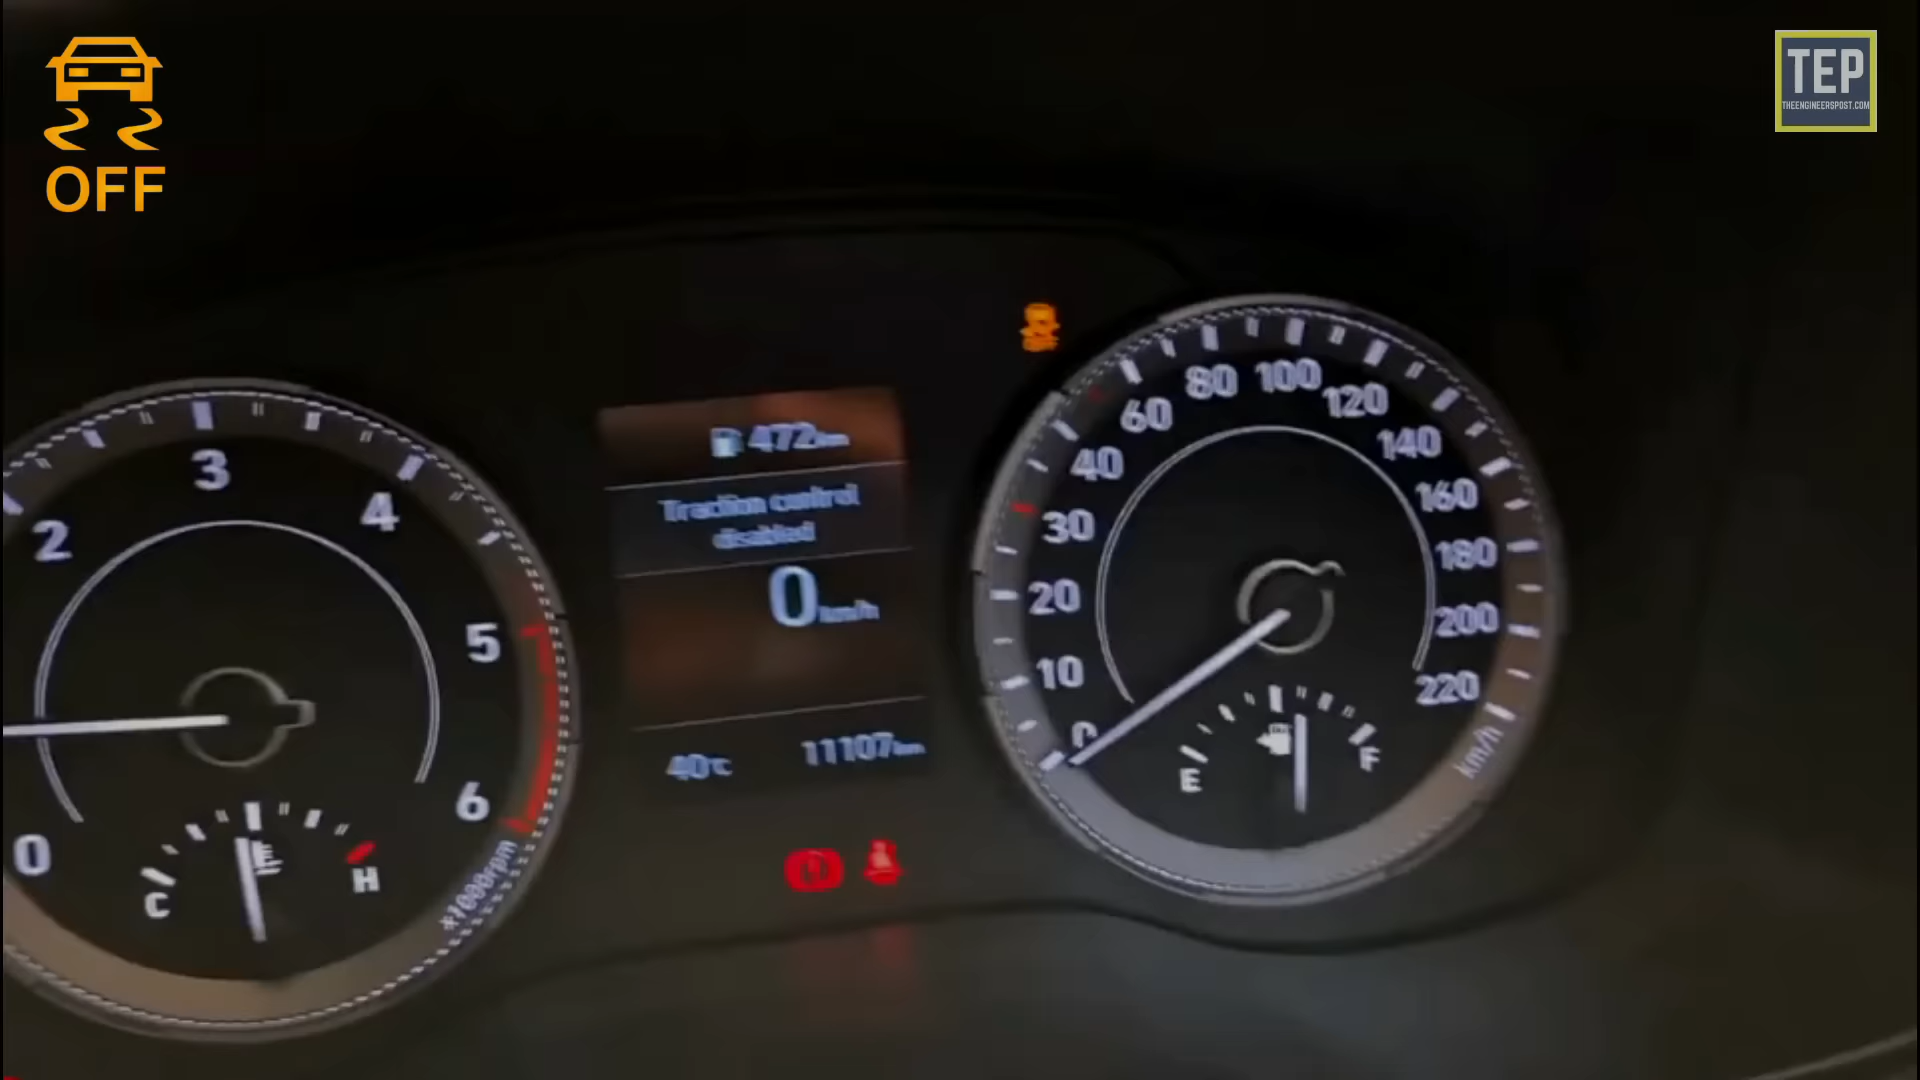 OFF
TEP
THEENGINEERSPOST.COM
472km
Traction control
disabled
0km/h
40°C
11107km
0
2
3
4
5
6
*1000rpm
C
H
0
10
20
30
40
60
80
100
120
140
160
180
200
220
km/h
E
F